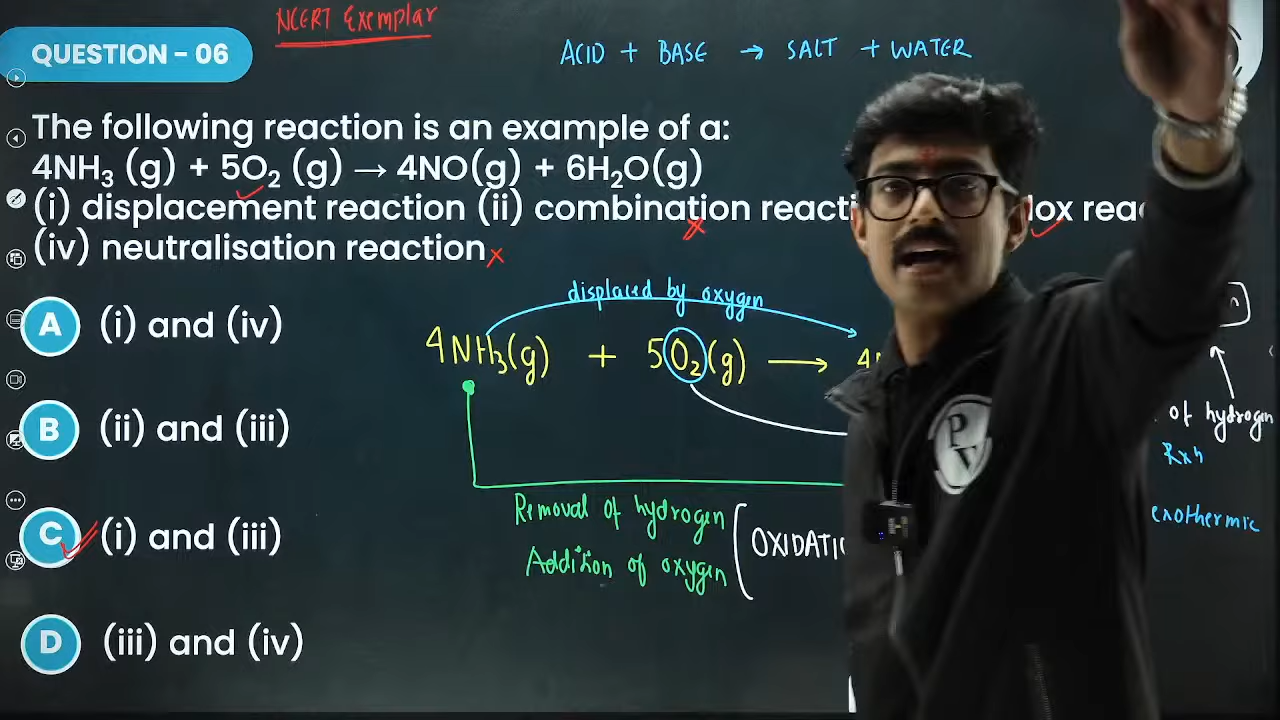 NCERT Exemplar
QUESTION - 06
ACID + BASE → SALT + WATER
The following reaction is an example of a:
4NH₃ (g) + 5O₂ (g) → 4NO(g) + 6H₂O(g)
(i) displacement reaction (ii) combination
(iv) neutralisation reaction
displaced by oxygen
A (i) and (iv)
4NH₃(g) + 5O₂(g) →
B (ii) and (iii)
of hydrogen
Rxn
Removal of hydrogen
exothermic
C (i) and (iii)
Addition of oxygen
D (iii) and (iv)
PV